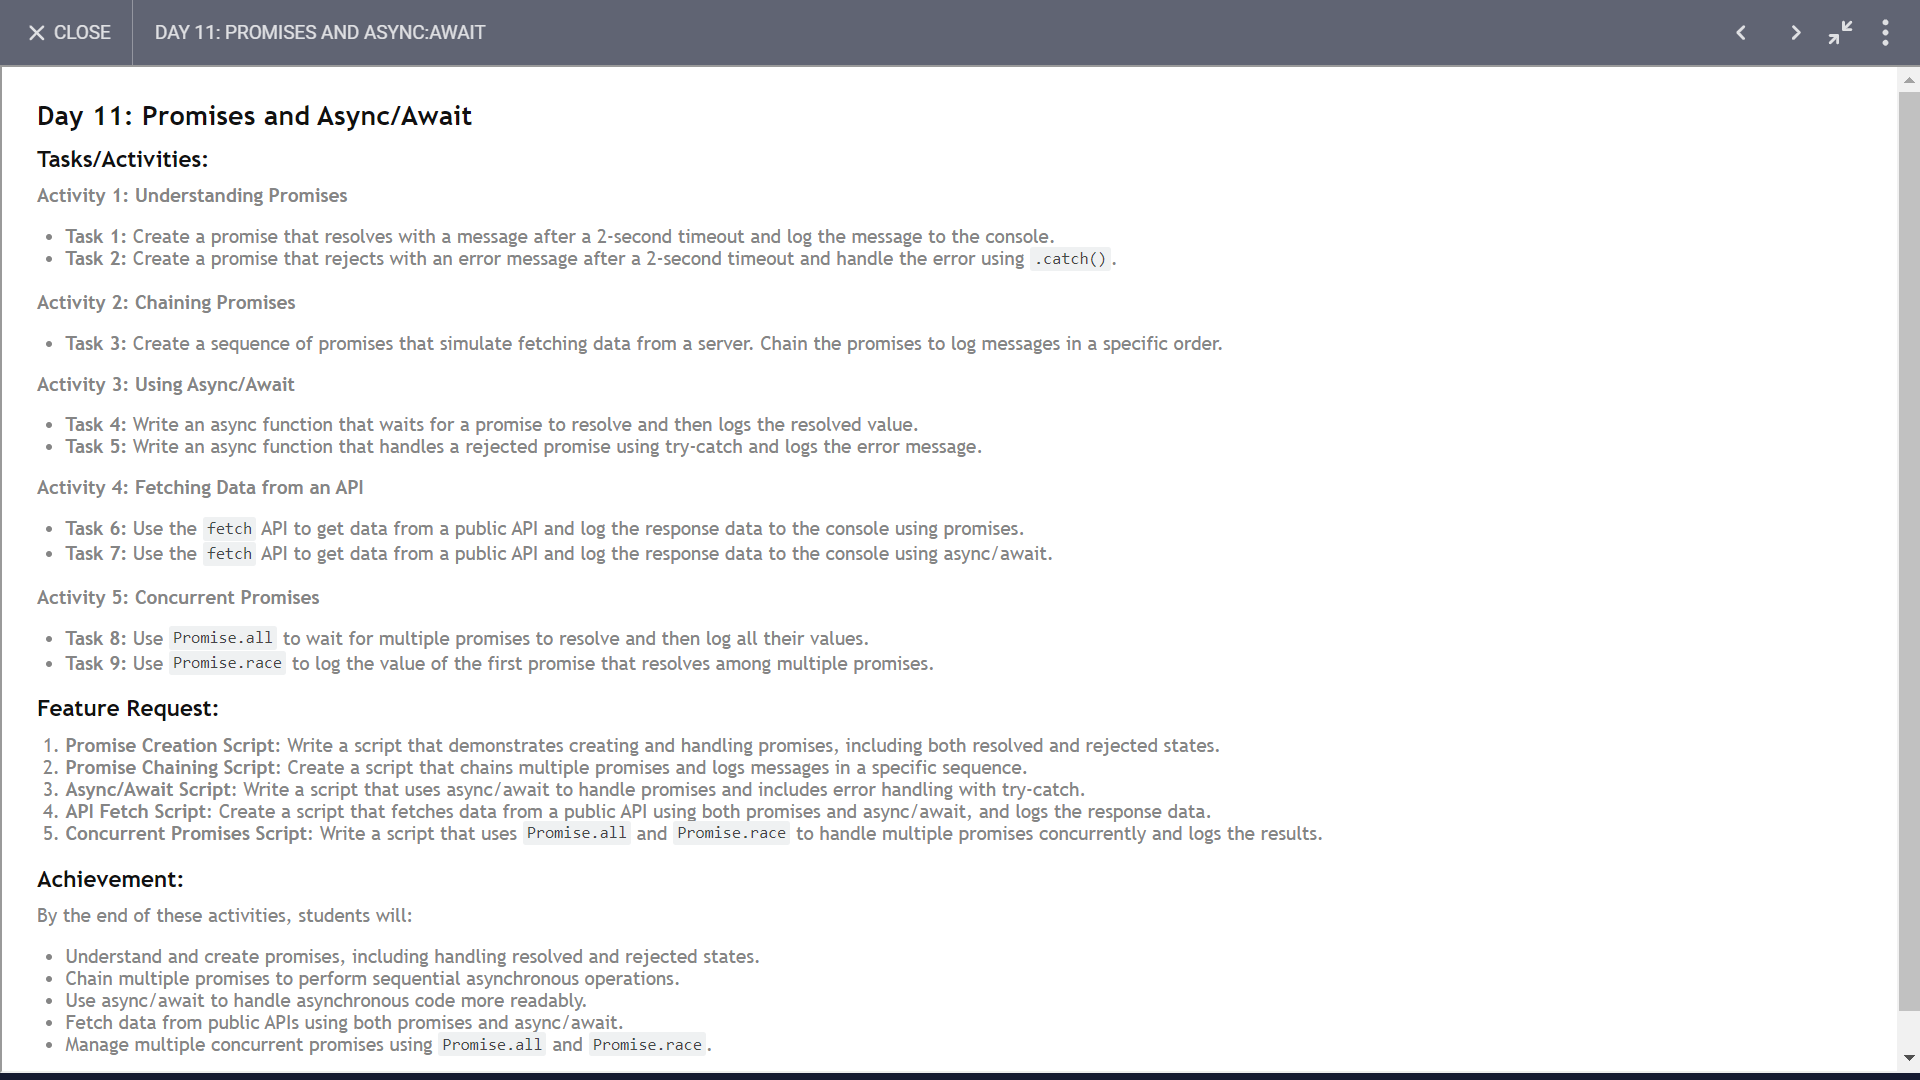 CLOSE
DAY 11: PROMISES AND ASYNC:AWAIT
Day 11: Promises and Async/Await
Tasks/Activities:
Activity 1: Understanding Promises
• Task 1: Create a promise that resolves with a message after a 2-second timeout and log the message to the console.
• Task 2: Create a promise that rejects with an error message after a 2-second timeout and handle the error using .catch().
Activity 2: Chaining Promises
• Task 3: Create a sequence of promises that simulate fetching data from a server. Chain the promises to log messages in a specific order.
Activity 3: Using Async/Await
• Task 4: Write an async function that waits for a promise to resolve and then logs the resolved value.
• Task 5: Write an async function that handles a rejected promise using try-catch and logs the error message.
Activity 4: Fetching Data from an API
• Task 6: Use the fetch API to get data from a public API and log the response data to the console using promises.
• Task 7: Use the fetch API to get data from a public API and log the response data to the console using async/await.
Activity 5: Concurrent Promises
• Task 8: Use Promise.all to wait for multiple promises to resolve and then log all their values.
• Task 9: Use Promise.race to log the value of the first promise that resolves among multiple promises.
Feature Request:
1. Promise Creation Script: Write a script that demonstrates creating and handling promises, including both resolved and rejected states.
2. Promise Chaining Script: Create a script that chains multiple promises and logs messages in a specific sequence.
3. Async/Await Script: Write a script that uses async/await to handle promises and includes error handling with try-catch.
4. API Fetch Script: Create a script that fetches data from a public API using both promises and async/await, and logs the response data.
5. Concurrent Promises Script: Write a script that uses Promise.all and Promise.race to handle multiple promises concurrently and logs the results.
Achievement:
By the end of these activities, students will:
• Understand and create promises, including handling resolved and rejected states.
• Chain multiple promises to perform sequential asynchronous operations.
• Use async/await to handle asynchronous code more readably.
• Fetch data from public APIs using both promises and async/await.
• Manage multiple concurrent promises using Promise.all and Promise.race.